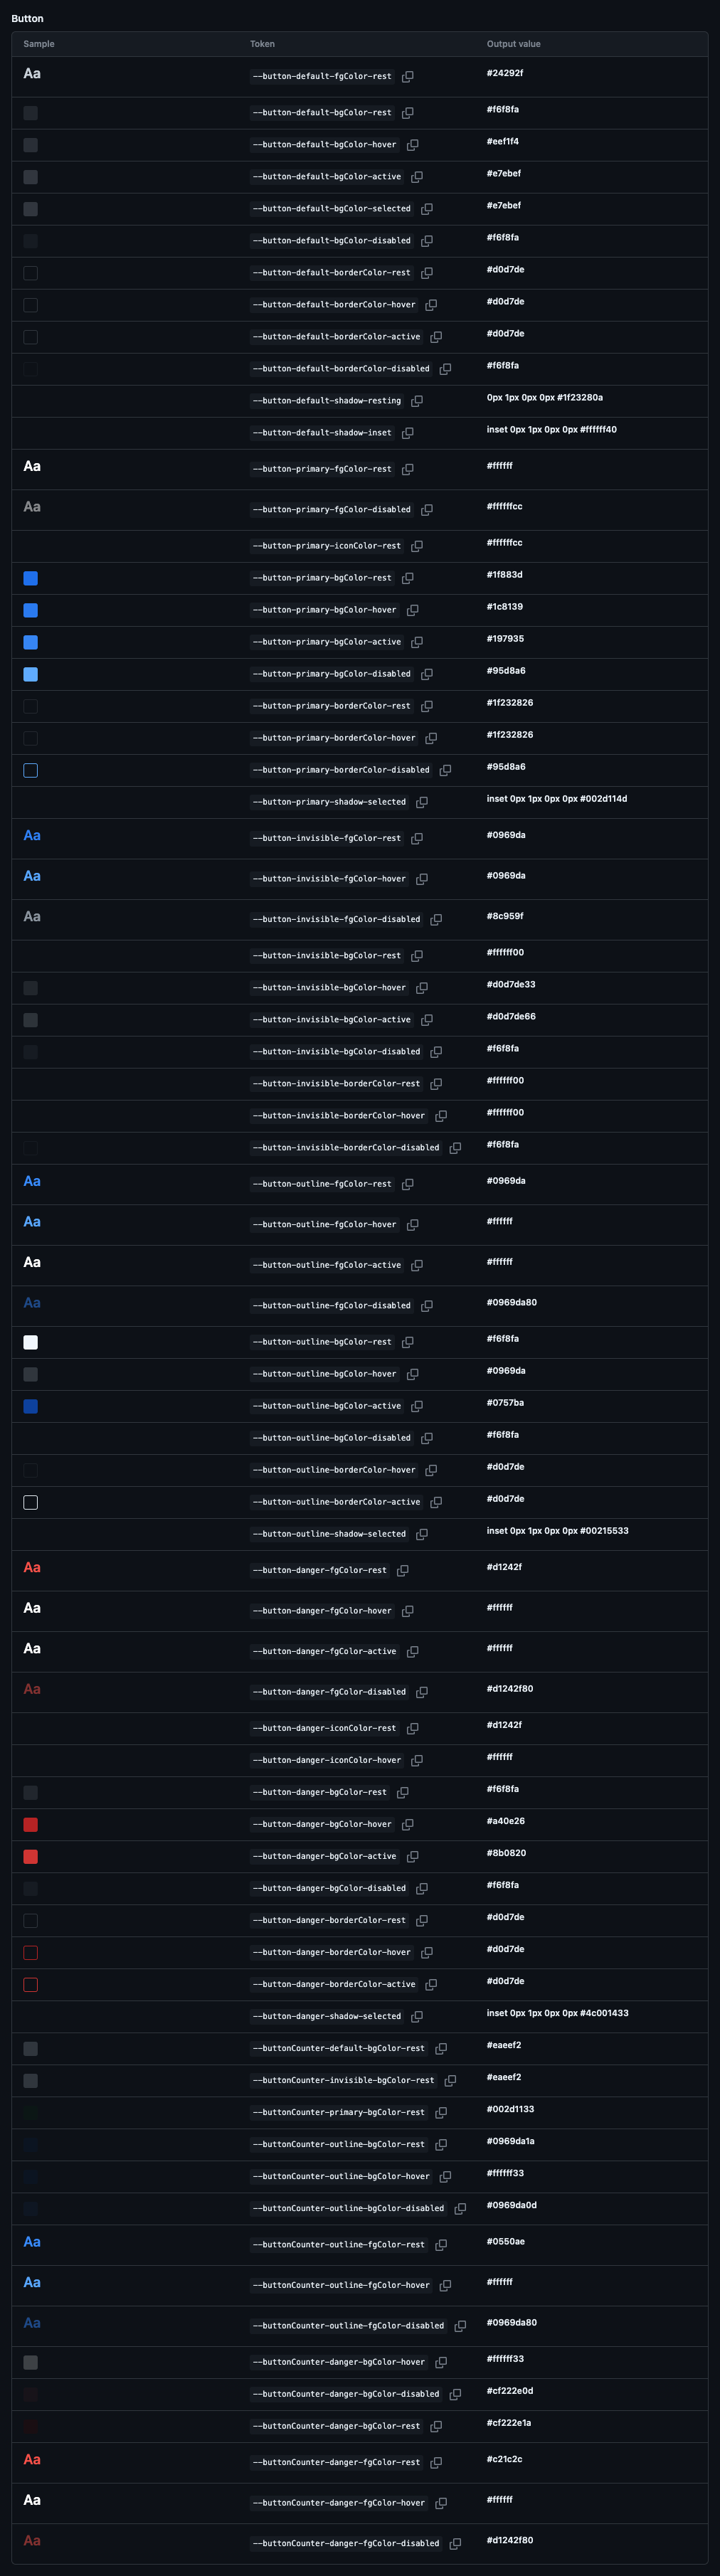 Button
Sample Token Output value
Aa --button-default-fgColor-rest #24292f
--button-default-bgColor-rest #f6f8fa
--button-default-bgColor-hover #eef1f4
--button-default-bgColor-active #e7ebef
--button-default-bgColor-selected #e7ebef
--button-default-bgColor-disabled #f6f8fa
--button-default-borderColor-rest #d0d7de
--button-default-borderColor-hover #d0d7de
--button-default-borderColor-active #d0d7de
--button-default-borderColor-disabled #f6f8fa
--button-default-shadow-resting 0px 1px 0px 0px #1f23280a
--button-default-shadow-inset inset 0px 1px 0px 0px #ffffff40
Aa --button-primary-fgColor-rest #ffffff
Aa --button-primary-fgColor-disabled #ffffffcc
--button-primary-iconColor-rest #ffffffcc
--button-primary-bgColor-rest #1f883d
--button-primary-bgColor-hover #1c8139
--button-primary-bgColor-active #197935
--button-primary-bgColor-disabled #95d8a6
--button-primary-borderColor-rest #1f232826
--button-primary-borderColor-hover #1f232826
--button-primary-borderColor-disabled #95d8a6
--button-primary-shadow-selected inset 0px 1px 0px 0px #002d114d
Aa --button-invisible-fgColor-rest #0969da
Aa --button-invisible-fgColor-hover #0969da
Aa --button-invisible-fgColor-disabled #8c959f
--button-invisible-bgColor-rest #ffffff00
--button-invisible-bgColor-hover #d0d7de33
--button-invisible-bgColor-active #d0d7de66
--button-invisible-bgColor-disabled #f6f8fa
--button-invisible-borderColor-rest #ffffff00
--button-invisible-borderColor-hover #ffffff00
--button-invisible-borderColor-disabled #f6f8fa
Aa --button-outline-fgColor-rest #0969da
Aa --button-outline-fgColor-hover #ffffff
Aa --button-outline-fgColor-active #ffffff
Aa --button-outline-fgColor-disabled #0969da80
--button-outline-bgColor-rest #f6f8fa
--button-outline-bgColor-hover #0969da
--button-outline-bgColor-active #0757ba
--button-outline-bgColor-disabled #f6f8fa
--button-outline-borderColor-hover #d0d7de
--button-outline-borderColor-active #d0d7de
--button-outline-shadow-selected inset 0px 1px 0px 0px #00215533
Aa --button-danger-fgColor-rest #d1242f
Aa --button-danger-fgColor-hover #ffffff
Aa --button-danger-fgColor-active #ffffff
Aa --button-danger-fgColor-disabled #d1242f80
--button-danger-iconColor-rest #d1242f
--button-danger-iconColor-hover #ffffff
--button-danger-bgColor-rest #f6f8fa
--button-danger-bgColor-hover #a40e26
--button-danger-bgColor-active #8b0820
--button-danger-bgColor-disabled #f6f8fa
--button-danger-borderColor-rest #d0d7de
--button-danger-borderColor-hover #d0d7de
--button-danger-borderColor-active #d0d7de
--button-danger-shadow-selected inset 0px 1px 0px 0px #4c001433
--buttonCounter-default-bgColor-rest #eaeef2
--buttonCounter-invisible-bgColor-rest #eaeef2
--buttonCounter-primary-bgColor-rest #002d1133
--buttonCounter-outline-bgColor-rest #0969da1a
--buttonCounter-outline-bgColor-hover #ffffff33
--buttonCounter-outline-bgColor-disabled #0969da0d
Aa --buttonCounter-outline-fgColor-rest #0550ae
Aa --buttonCounter-outline-fgColor-hover #ffffff
Aa --buttonCounter-outline-fgColor-disabled #0969da80
--buttonCounter-danger-bgColor-hover #ffffff33
--buttonCounter-danger-bgColor-disabled #cf222e0d
--buttonCounter-danger-bgColor-rest #cf222e1a
Aa --buttonCounter-danger-fgColor-rest #c21c2c
Aa --buttonCounter-danger-fgColor-hover #ffffff
Aa --buttonCounter-danger-fgColor-disabled #d1242f80